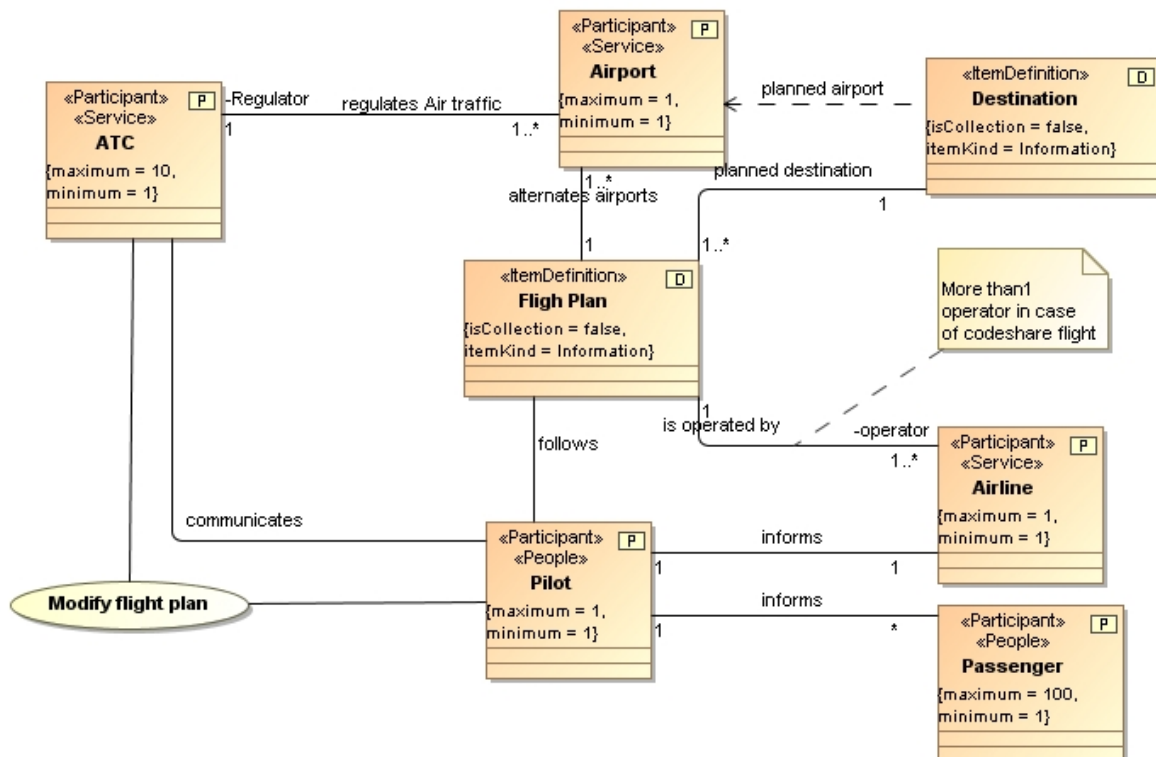 «Participant» P
«Service»
Airport
{maximum = 1,
minimum = 1}
«ItemDefinition» D
Destination
{isCollection = false,
itemKind = Information}
planned airport
«Participant» P
«Service»
ATC
{maximum = 10,
minimum = 1}
-Regulator
1
regulates Air traffic
1..*
1..*
alternates airports
1
planned destination
1
1..*
«ItemDefinition» D
Fligh Plan
{isCollection = false,
itemKind = Information}
More than1
operator in case
of codeshare flight
1
is operated by
-operator
1..*
follows
«Participant» P
«Service»
Airline
{maximum = 1,
minimum = 1}
communicates
«Participant» P
«People»
Pilot
{maximum = 1,
minimum = 1}
informs
1
1
Modify flight plan
informs
1
*
«Participant» P
«People»
Passenger
{maximum = 100,
minimum = 1}